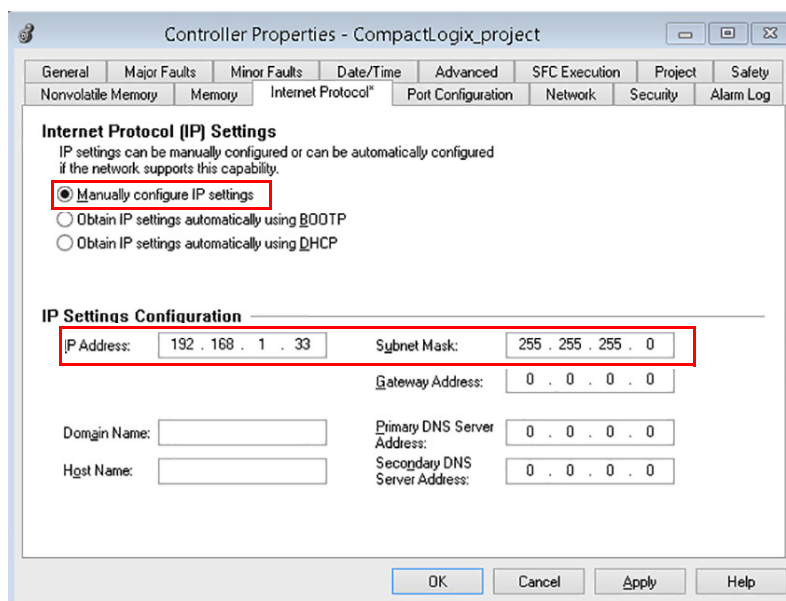 Controller Properties - CompactLogix_project
General Major Faults Minor Faults Date/Time Advanced SFC Execution Project Safety
Nonvolatile Memory Memory Internet Protocol* Port Configuration Network Security Alarm Log
Internet Protocol (IP) Settings
IP settings can be manually configured or can be automatically configured
if the network supports this capability.
Manually configure IP settings
Obtain IP settings automatically using BOOTP
Obtain IP settings automatically using DHCP
IP Settings Configuration
IP Address: 192 . 168 . 1 . 33 Subnet Mask: 255 . 255 . 255 . 0
Gateway Address: 0 . 0 . 0 . 0
Domain Name: Primary DNS Server
Address: 0 . 0 . 0 . 0
Host Name: Secondary DNS
Server Address: 0 . 0 . 0 . 0
OK Cancel Apply Help